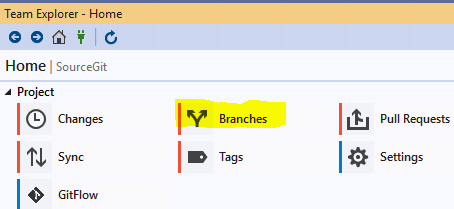 Team Explorer - Home
Home | SourceGit
Project
Changes
Branches
Pull Requests
Sync
Tags
Settings
GitFlow